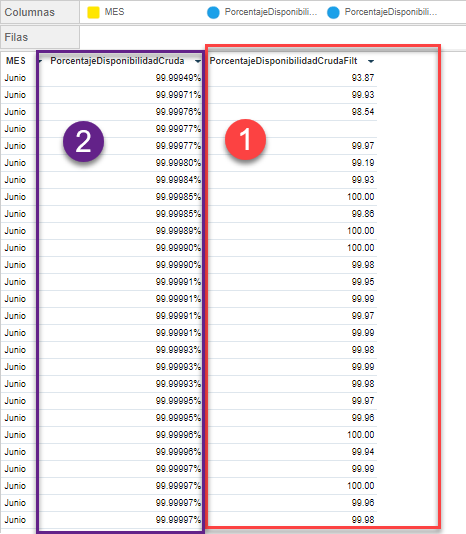 Columnas MES PorcentajeDisponibili... PorcentajeDisponibili...
Filas
MES PorcentajeDisponibilidadCruda PorcentajeDisponibilidadCrudaFilt
Junio 99.99949% 93.87
Junio 99.99971% 99.93
Junio 99.99976% 98.54
Junio 99.99977%
Junio 99.99977% 99.97
Junio 99.99980% 99.19
Junio 99.99984% 99.93
Junio 99.99985% 100.00
Junio 99.99985% 99.86
Junio 99.99989% 100.00
Junio 99.99990% 100.00
Junio 99.99990% 99.98
Junio 99.99991% 99.95
Junio 99.99991% 99.99
Junio 99.99991% 99.97
Junio 99.99991% 99.99
Junio 99.99993% 99.98
Junio 99.99993% 99.99
Junio 99.99993% 99.98
Junio 99.99995% 99.97
Junio 99.99995% 99.96
Junio 99.99996% 100.00
Junio 99.99996% 99.94
Junio 99.99997% 99.99
Junio 99.99997% 100.00
Junio 99.99997% 99.96
Junio 99.99997% 99.98
2
1